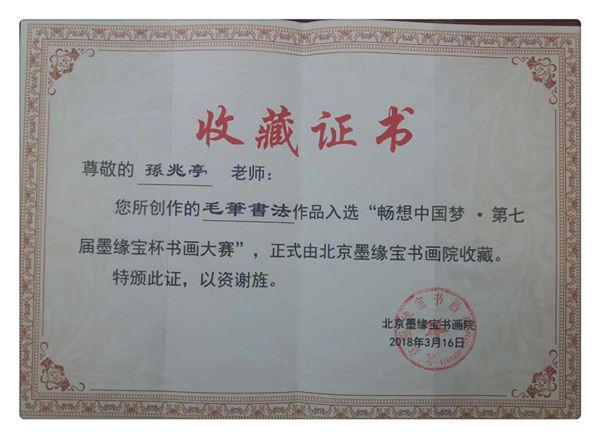 收藏证书
尊敬的 孫兆亭 老师：
您所创作的毛筆書法作品入选“畅想中国梦·第七
届墨缘宝杯书画大赛”，正式由北京墨缘宝书画院收藏。
特颁此证，以资谢旌。
北京墨缘宝书画院
2018年3月16日